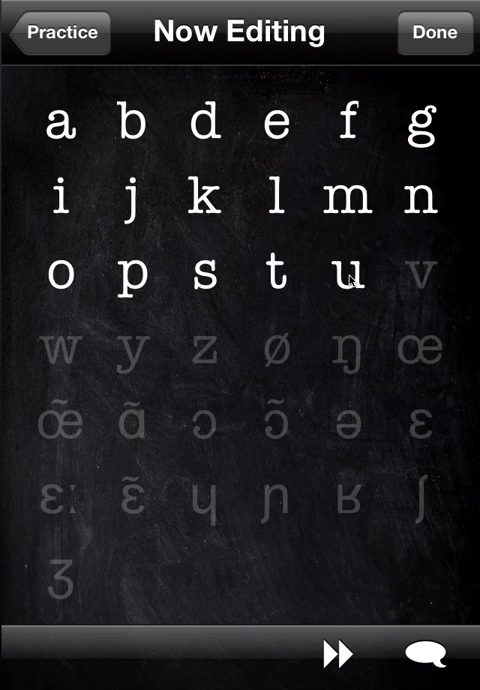 Practice Now Editing Done
a b d e f g
i j k l m n
o p s t u v
w y z ø ŋ œ
œ̃ ɑ̃ ɔ ɔ̃ ə ɛ
ɛː ɛ̃ ɥ ɲ ʁ ʃ
ʒ